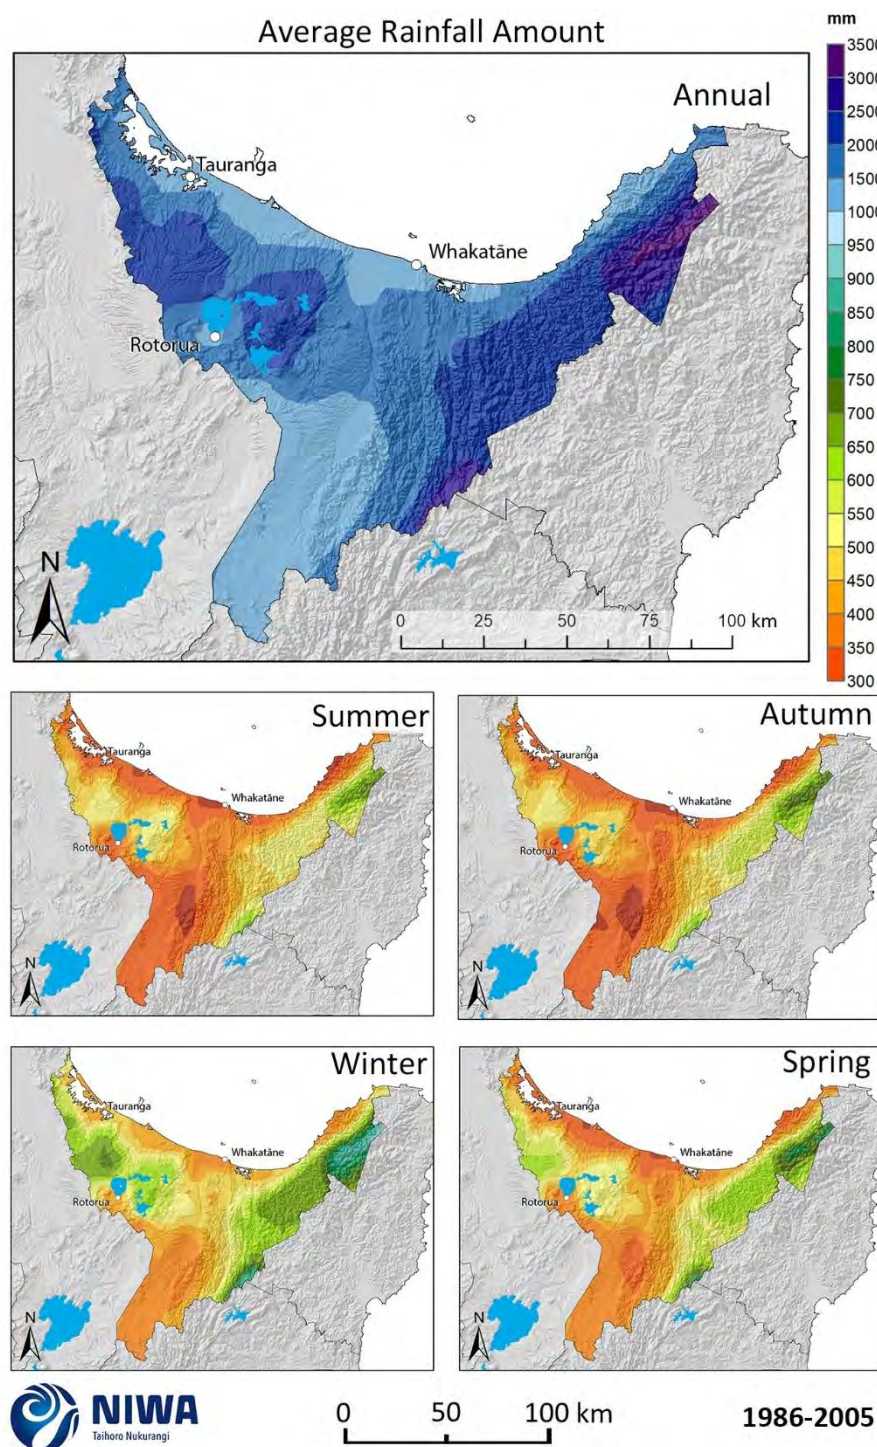 Average Rainfall Amount
mm
Annual
Tauranga
Whakatāne
Rotorua
N
0 25 50 75 100 km
3500
3000
2500
2000
1500
1000
950
900
850
800
750
700
650
600
550
500
450
400
350
300
Summer
Tauranga
Whakatāne
Rotorua
N
Autumn
Tauranga
Whakatāne
Rotorua
N
Winter
Tauranga
Whakatāne
Rotorua
N
Spring
Tauranga
Whakatāne
Rotorua
N
NIWA
Taihoro Nukurangi
0 50 100 km
1986-2005